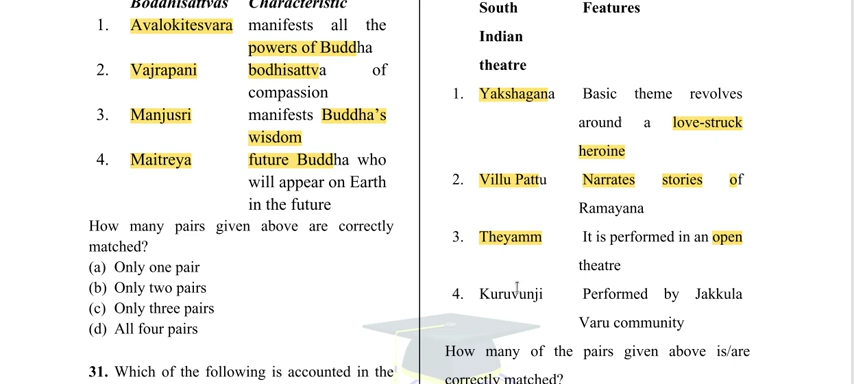 Bodhisattvas Characteristic
1. Avalokitesvara manifests all the
powers of Buddha
2. Vajrapani bodhisattva of
compassion
3. Manjusri manifests Buddha's
wisdom
4. Maitreya future Buddha who
will appear on Earth
in the future
How many pairs given above are correctly
matched?
(a) Only one pair
(b) Only two pairs
(c) Only three pairs
(d) All four pairs
31. Which of the following is accounted in the
South Features
Indian
theatre
1. Yakshagana Basic theme revolves
around a love-struck
heroine
2. Villu Pattu Narrates stories of
Ramayana
3. Theyamm It is performed in an open
theatre
4. Kuruvunji Performed by Jakkula
Varu community
How many of the pairs given above is/are
correctly matched?